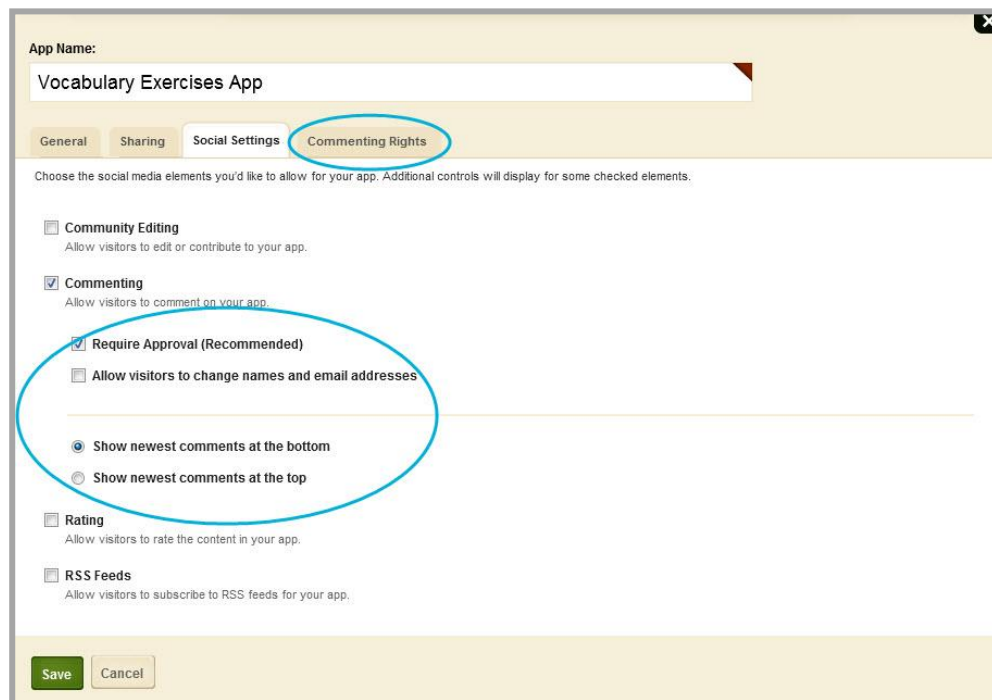 App Name:
Vocabulary Exercises App
General Sharing Social Settings Commenting Rights
Choose the social media elements you'd like to allow for your app. Additional controls will display for some checked elements.
Community Editing
Allow visitors to edit or contribute to your app.
Commenting
Allow visitors to comment on your app.
Require Approval (Recommended)
Allow visitors to change names and email addresses
Show newest comments at the bottom
Show newest comments at the top
Rating
Allow visitors to rate the content in your app.
RSS Feeds
Allow visitors to subscribe to RSS feeds for your app.
Save Cancel